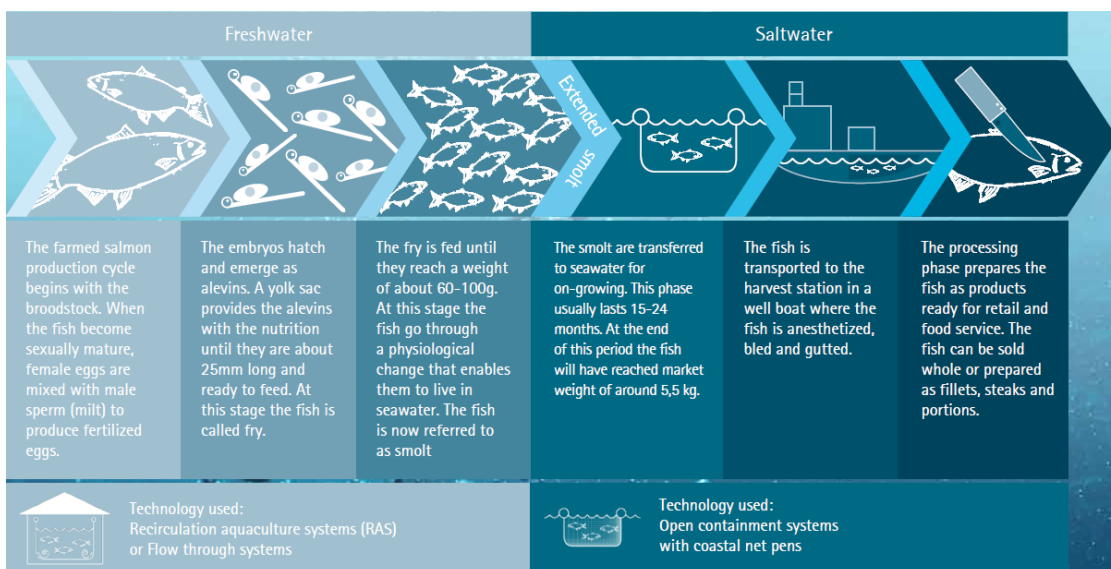 Freshwater
Saltwater
Extended
smolt
The farmed salmon
production cycle
begins with the
broodstock. When
the fish become
sexually mature,
female eggs are
mixed with male
sperm (milt) to
produce fertilized
eggs.
The embryos hatch
and emerge as
alevins. A yolk sac
provides the alevins
with the nutrition
until they are about
25mm long and
ready to feed. At
this stage the fish is
called fry.
The fry is fed until
they reach a weight
of about 60-100g.
At this stage the
fish go through
a physiological
change that enables
them to live in
seawater. The fish
is now referred to
as smolt
The smolt are transferred
to seawater for
on-growing. This phase
usually lasts 15-24
months. At the end
of this period the fish
will have reached market
weight of around 5,5 kg.
The fish is
transported to the
harvest station in a
well boat where the
fish is anesthetized,
bled and gutted.
The processing
phase prepares the
fish as products
ready for retail and
food service. The
fish can be sold
whole or prepared
as fillets, steaks and
portions.
Technology used:
Recirculation aquaculture systems (RAS)
or Flow through systems
Technology used:
Open containment systems
with coastal net pens